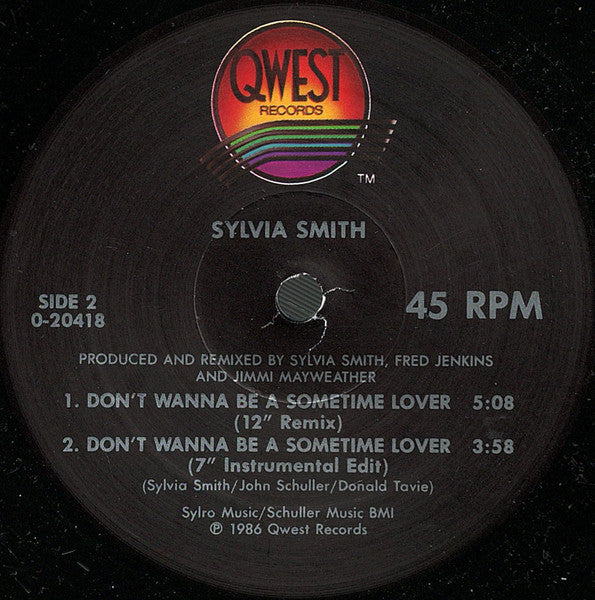 QWEST
RECORDS
TM
SYLVIA SMITH
SIDE 2
0-20418
45 RPM
PRODUCED AND REMIXED BY SYLVIA SMITH, FRED JENKINS
AND JIMMI MAYWEATHER
1. DON'T WANNA BE A SOMETIME LOVER 5:08
(12" Remix)
2. DON'T WANNA BE A SOMETIME LOVER 3:58
(7" Instrumental Edit)
(Sylvia Smith/John Schuller/Donald Tavie)
Sylro Music/Schuller Music BMI
℗ 1986 Qwest Records